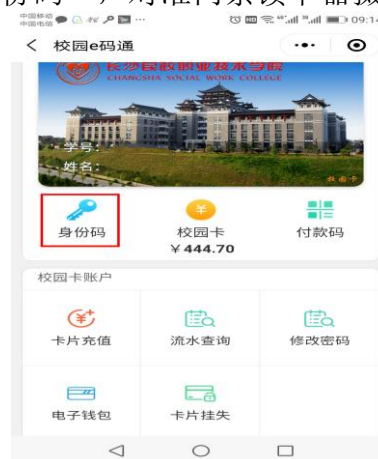 中国移动
中国电信 HD 09:14
校园e码通
长沙民政职业技术学院
CHANGSHA SOCIAL WORK COLLEGE
学号:
姓名:
校园卡
身份码 校园卡 付款码
¥444.70
校园卡账户
卡片充值 流水查询 修改密码
电子钱包 卡片挂失